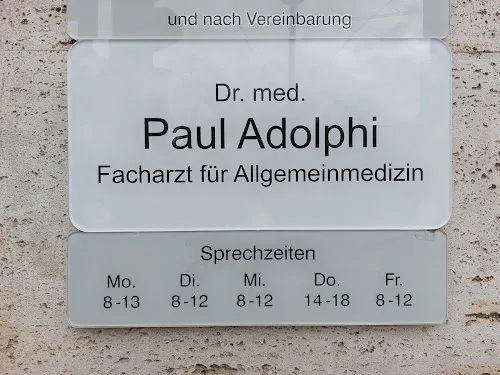 und nach Vereinbarung
Dr. med.
Paul Adolphi
Facharzt für Allgemeinmedizin
Sprechzeiten
Mo. Di. Mi. Do. Fr.
8-13 8-12 8-12 14-18 8-12